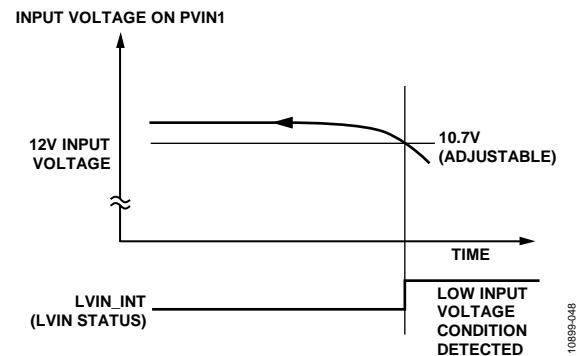 INPUT VOLTAGE ON PVIN1
12V INPUT
VOLTAGE
10.7V
(ADJUSTABLE)
TIME
LVIN_INT
(LVIN STATUS)
LOW INPUT
VOLTAGE
CONDITION
DETECTED
10899-048